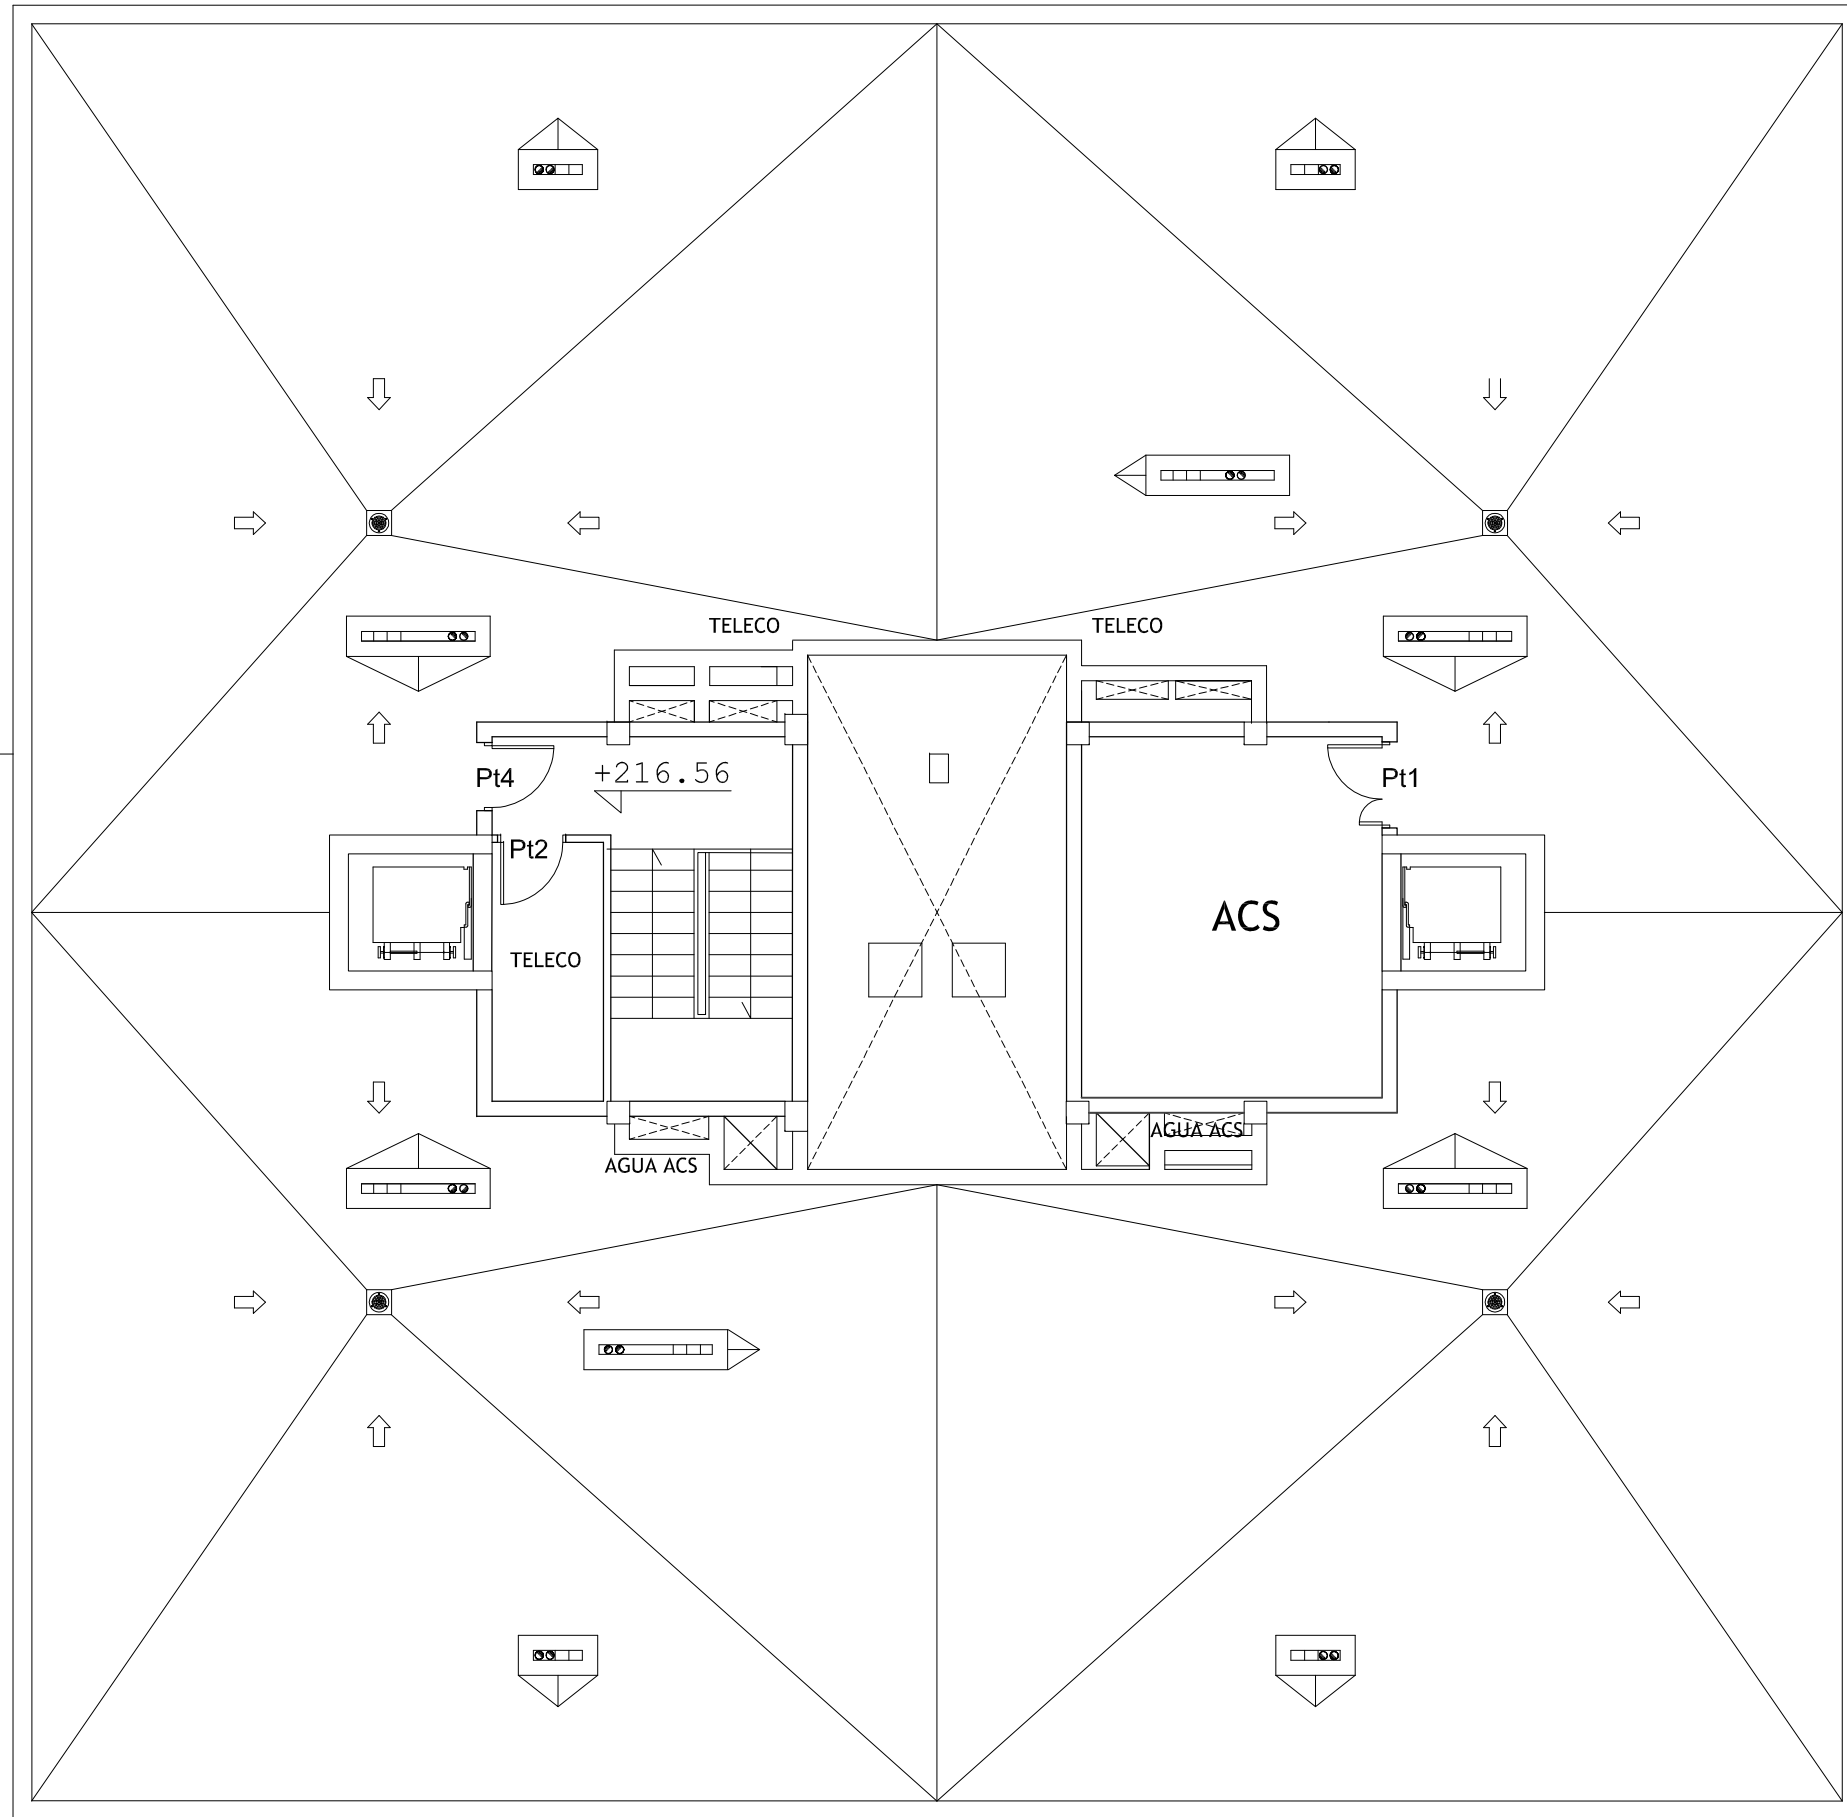 TELECO
TELECO
Pt4
+216.56
Pt1
Pt2
ACS
TELECO
AGUA ACS
AGUA ACS